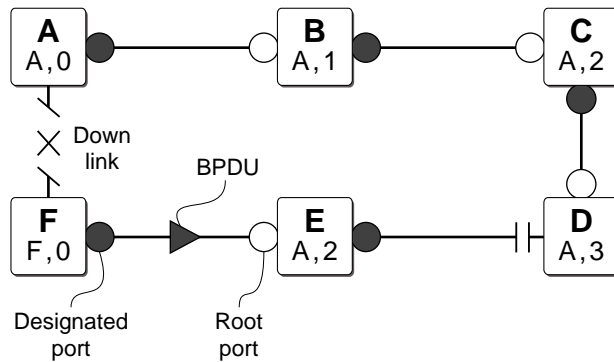 A
A,0
B
A,1
C
A,2
Down
link
BPDU
F
F,0
E
A,2
D
A,3
Designated
port
Root
port